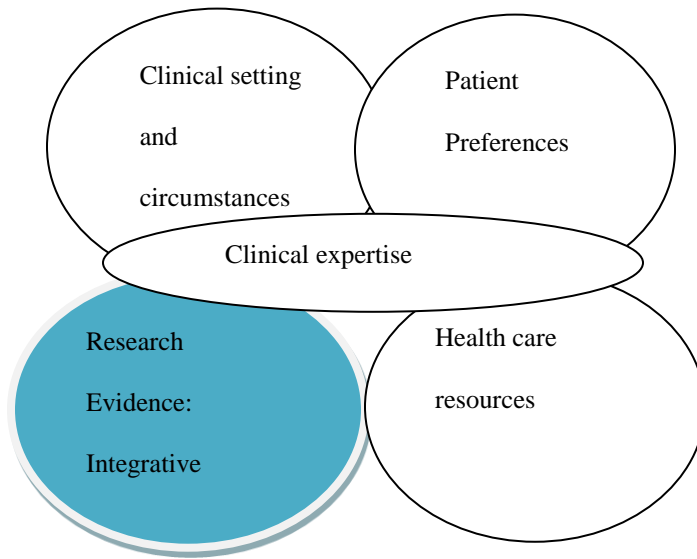 Clinical setting
and
circumstances
Patient
Preferences
Clinical expertise
Research
Evidence:
Integrative
Health care
resources